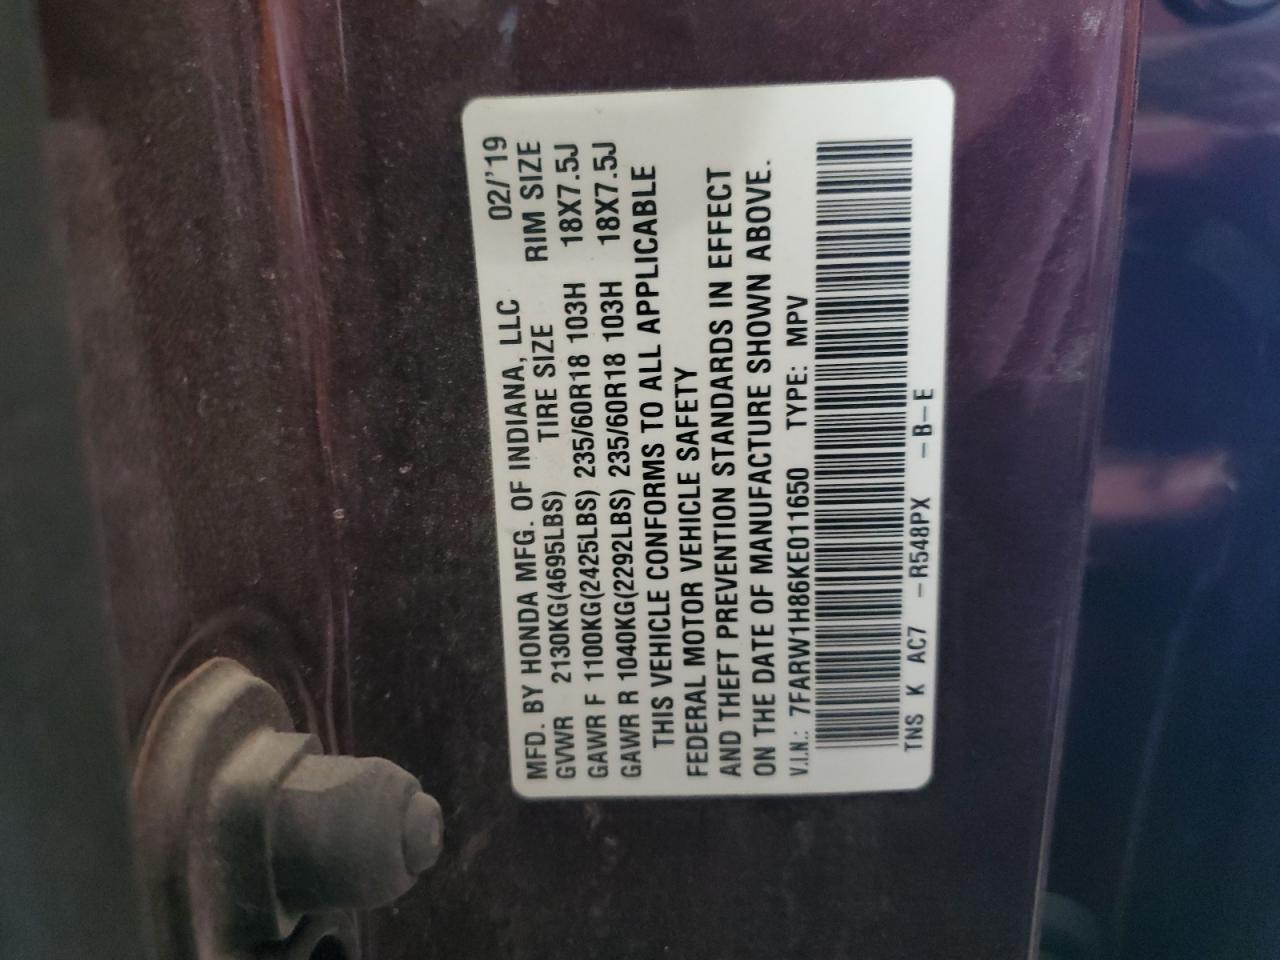 MFD. BY HONDA MFG. OF INDIANA, LLC 02/'19
GVWR 2130KG(4695LBS) TIRE SIZE RIM SIZE
GAWR F 1100KG(2425LBS) 235/60R18 103H 18X7.5J
GAWR R 1040KG(2292LBS) 235/60R18 103H 18X7.5J
THIS VEHICLE CONFORMS TO ALL APPLICABLE
FEDERAL MOTOR VEHICLE SAFETY
AND THEFT PREVENTION STANDARDS IN EFFECT
ON THE DATE OF MANUFACTURE SHOWN ABOVE.
V.I.N.: 7FARW1H86KE011650 TYPE: MPV
TNS K AC7 -R548PX -B-E